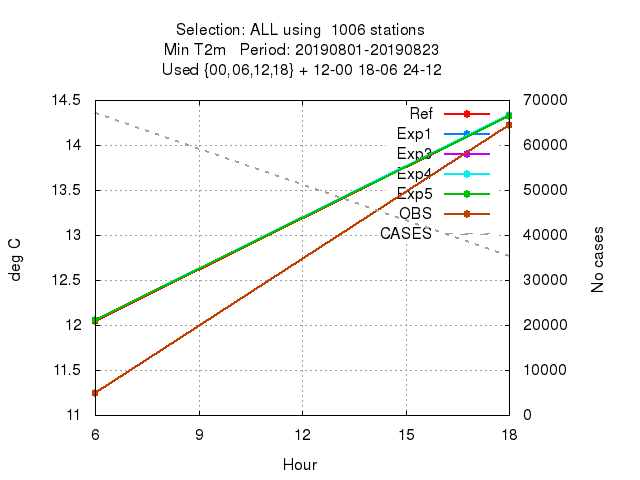 Selection: ALL using  1006 stations
Min T2m   Period: 20190801-20190823
Used {00,06,12,18} + 12-00 18-06 24-12
14.5
14
13.5
13
12.5
12
11.5
11
deg C
Ref
Exp1
Exp3
Exp4
Exp5
OBS
CASES
70000
60000
50000
40000
30000
20000
10000
0
No cases
6
9
12
15
18
Hour